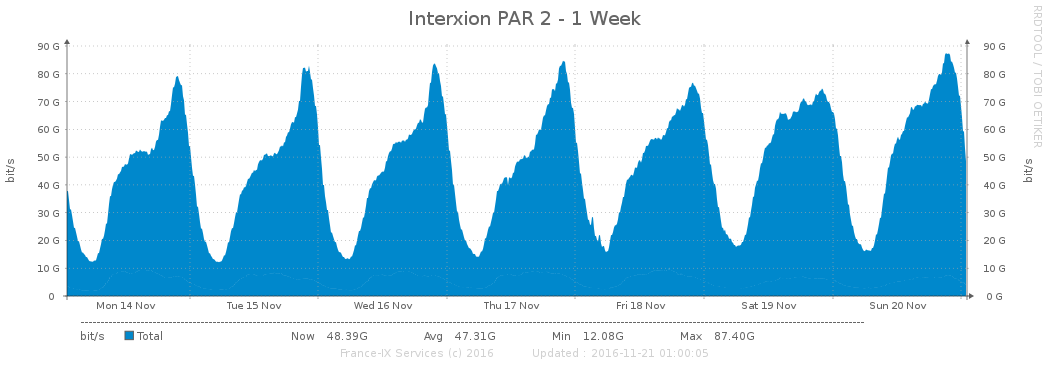 Interxion PAR 2 - 1 Week
RRDTOOL / TOBI OETIKER
90 G 90 G
80 G 80 G
70 G 70 G
60 G 60 G
50 G 50 G
40 G 40 G
30 G 30 G
20 G 20 G
10 G 10 G
0 0 G
bit/s
bit/s
Mon 14 Nov Tue 15 Nov Wed 16 Nov Thu 17 Nov Fri 18 Nov Sat 19 Nov Sun 20 Nov
bit/s Total Now 48.39G Avg 47.31G Min 12.08G Max 87.40G
France-IX Services (c) 2016 Updated : 2016-11-21 01:00:05